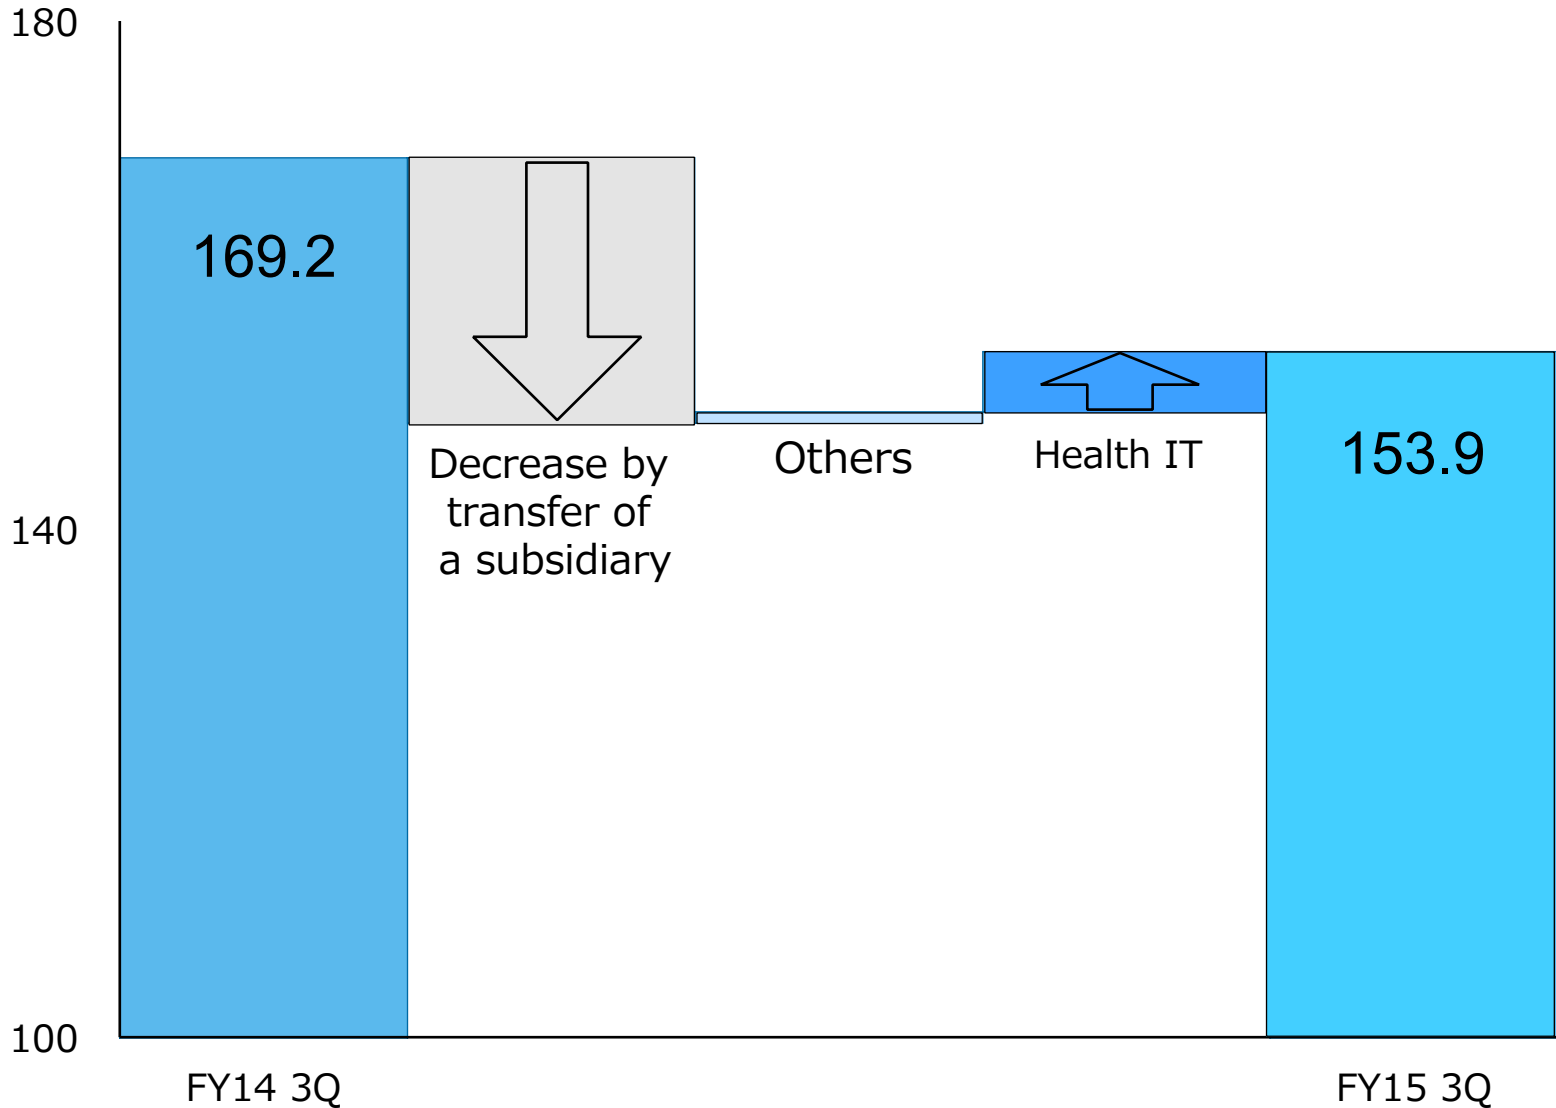 180
169.2
Decrease by
transfer of
a subsidiary
Others
Health IT
153.9
140
100
FY14 3Q
FY15 3Q